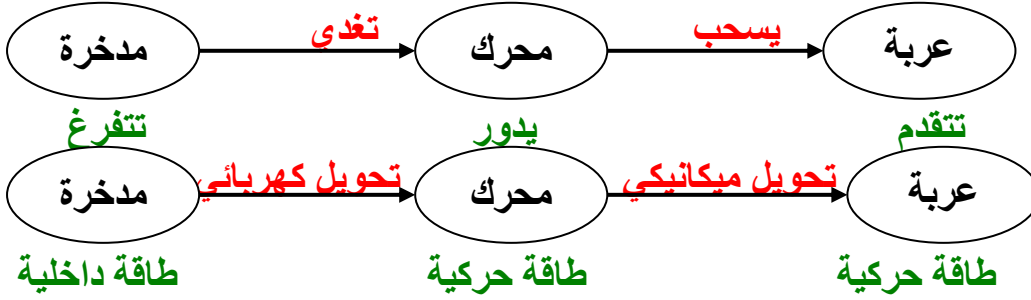 مدخرة تغدي محرك يسحب عربة
تتفرغ يدور تتقدم
مدخرة تحويل كهربائي محرك تحويل ميكانيكي عربة
طاقة داخلية طاقة حركية طاقة حركية